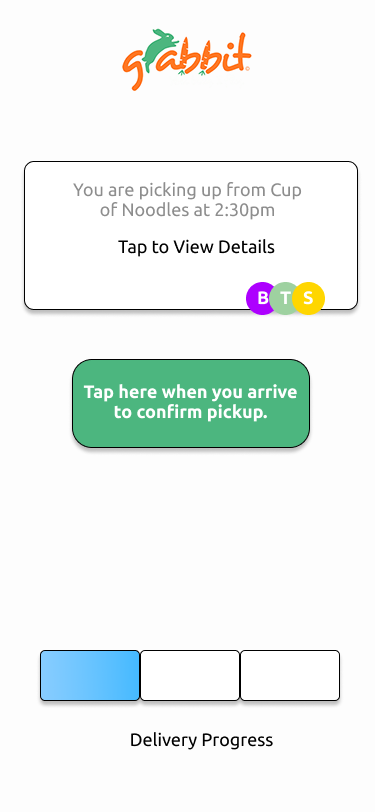 grabbit
You are picking up from Cup
of Noodles at 2:30pm
Tap to View Details
B T S
Tap here when you arrive
to confirm pickup.
Delivery Progress